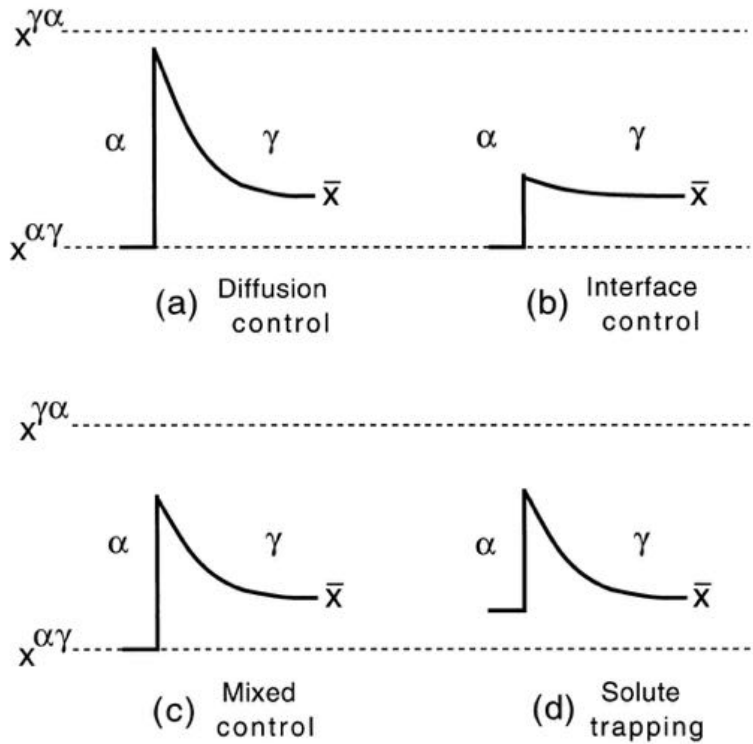 xγα
α
γ
x̄
α
γ
x̄
xαγ
(a) Diffusion
control
(b) Interface
control
xγα
α
γ
x̄
α
γ
x̄
xαγ
(c) Mixed
control
(d) Solute
trapping